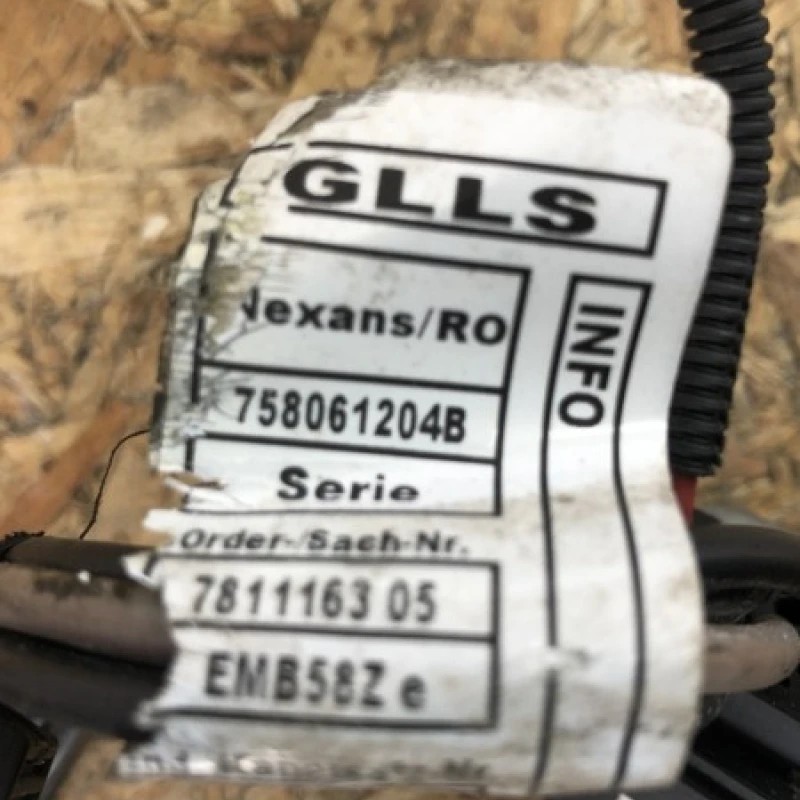 GLLS
Nexans/RO
INFO
758061204B
Serie
Order-/Sach-Nr.
7811163 05
EMB58Z e